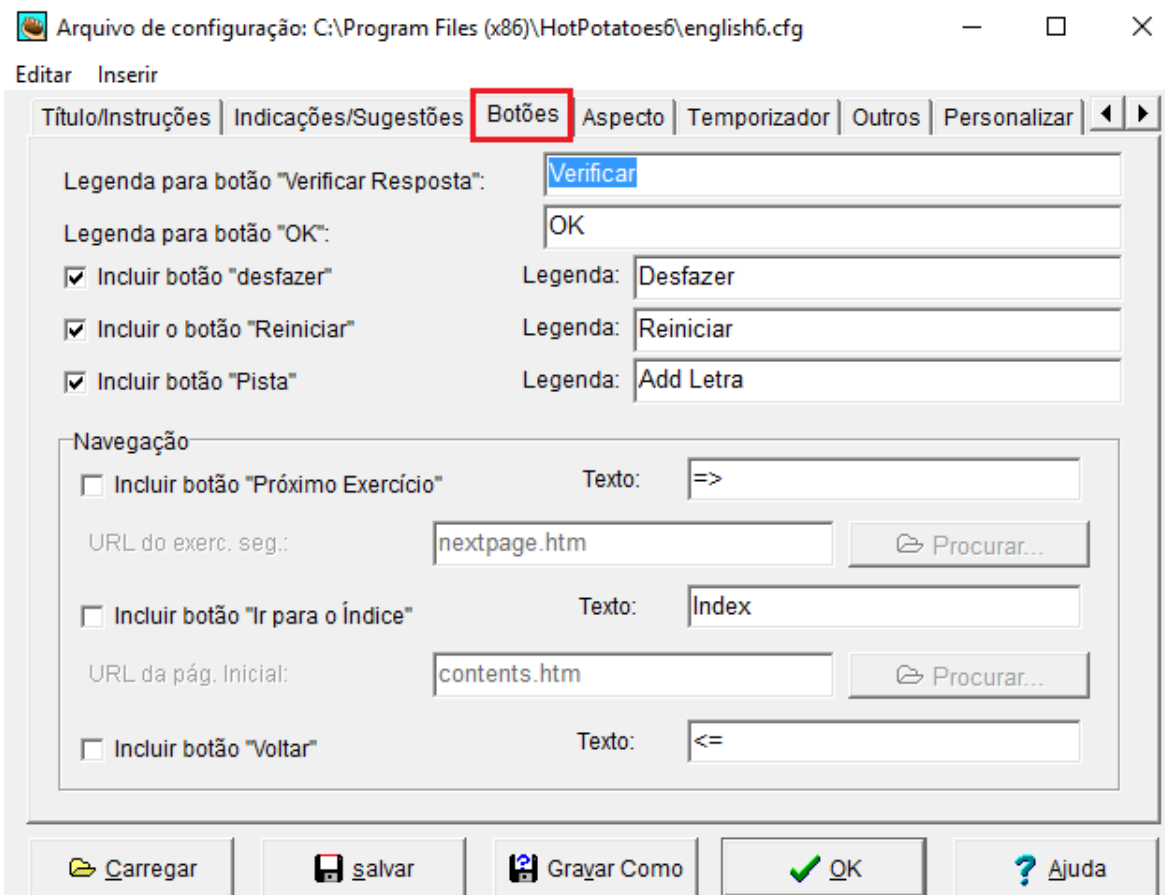 Arquivo de configuração: C:\Program Files (x86)\HotPotatoes6\english6.cfg
Editar Inserir
Título/Instruções Indicações/Sugestões Botões Aspecto Temporizador Outros Personalizar
Legenda para botão "Verificar Resposta": Verificar
Legenda para botão "OK": OK
Incluir botão "desfazer" Legenda: Desfazer
Incluir o botão "Reiniciar" Legenda: Reiniciar
Incluir botão "Pista" Legenda: Add Letra
Navegação
Incluir botão "Próximo Exercício" Texto: =>
URL do exerc. seg.: nextpage.htm Procurar...
Incluir botão "Ir para o Índice" Texto: Index
URL da pág. Inicial: contents.htm Procurar...
Incluir botão "Voltar" Texto: <=
Carregar salvar Gravar Como OK Ajuda